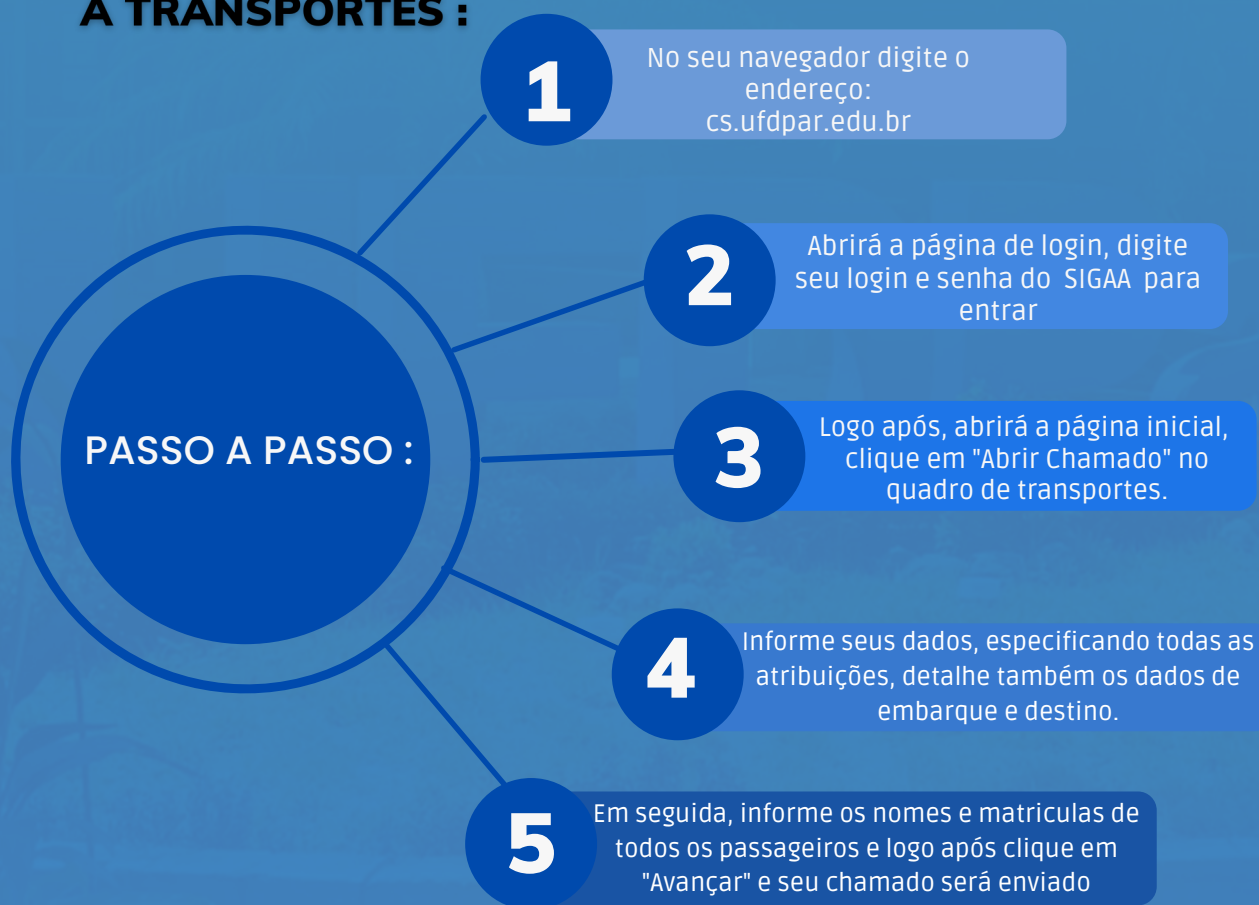 A TRANSPORTES :
1
No seu navegador digite o
endereço:
cs.ufdpar.edu.br
2
Abrirá a página de login, digite
seu login e senha do SIGAA para
entrar
PASSO A PASSO :
3
Logo após, abrirá a página inicial,
clique em "Abrir Chamado" no
quadro de transportes.
4
Informe seus dados, especificando todas as
atribuições, detalhe também os dados de
embarque e destino.
5
Em seguida, informe os nomes e matriculas de
todos os passageiros e logo após clique em
"Avançar" e seu chamado será enviado